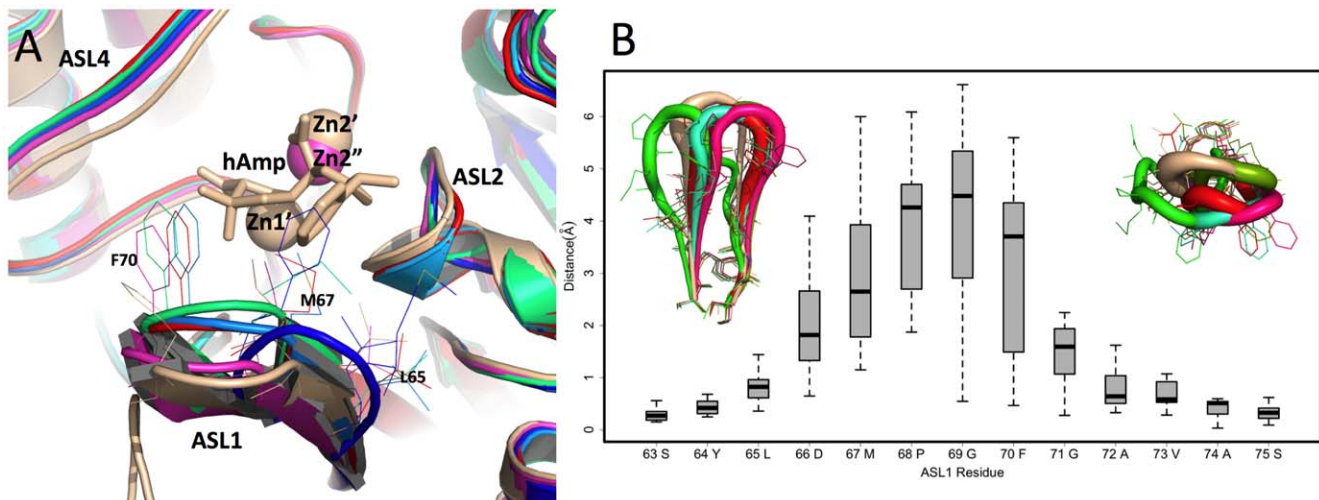 A
ASL4
Zn2'
Zn2"
hAmp
ASL2
Zn1'
F70
M67
L65
ASL1
B
Distance(Å)
6
5
4
3
2
1
0
63 S 64 Y 65 L 66 D 67 M 68 P 69 G 70 F 71 G 72 A 73 V 74 A 75 S
ASL1 Residue